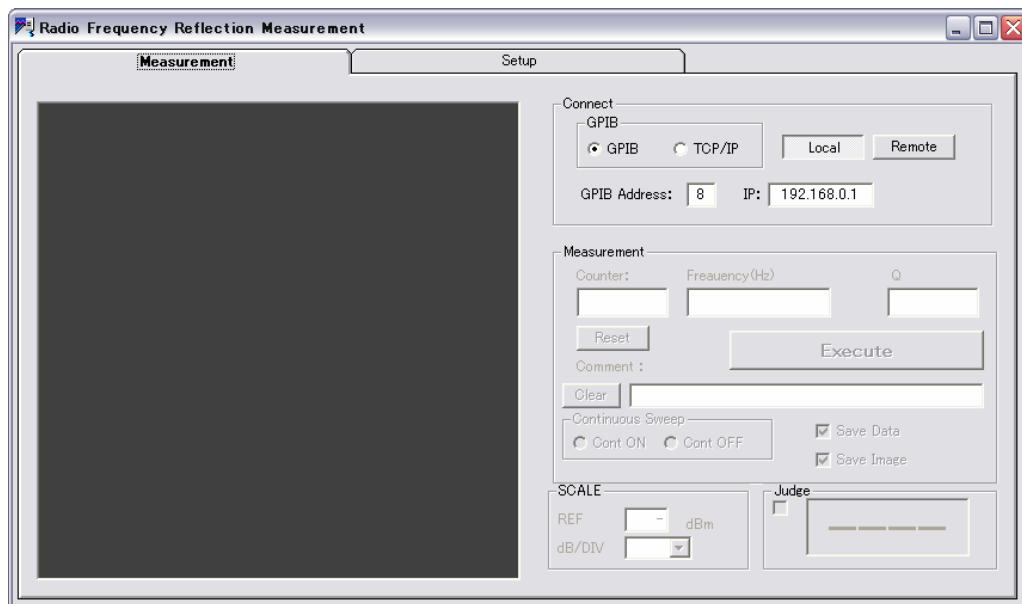 Radio Frequency Reflection Measurement
Measurement
Setup
Connect
GPIB
GPIB
TCP/IP
Local
Remote
GPIB Address: 8 IP: 192.168.0.1
Measurement
Counter: Freauency(Hz) Q
Reset
Execute
Comment :
Clear
Continuous Sweep
Cont ON Cont OFF
Save Data
Save Image
SCALE
REF - dBm
dB/DIV
Judge
————